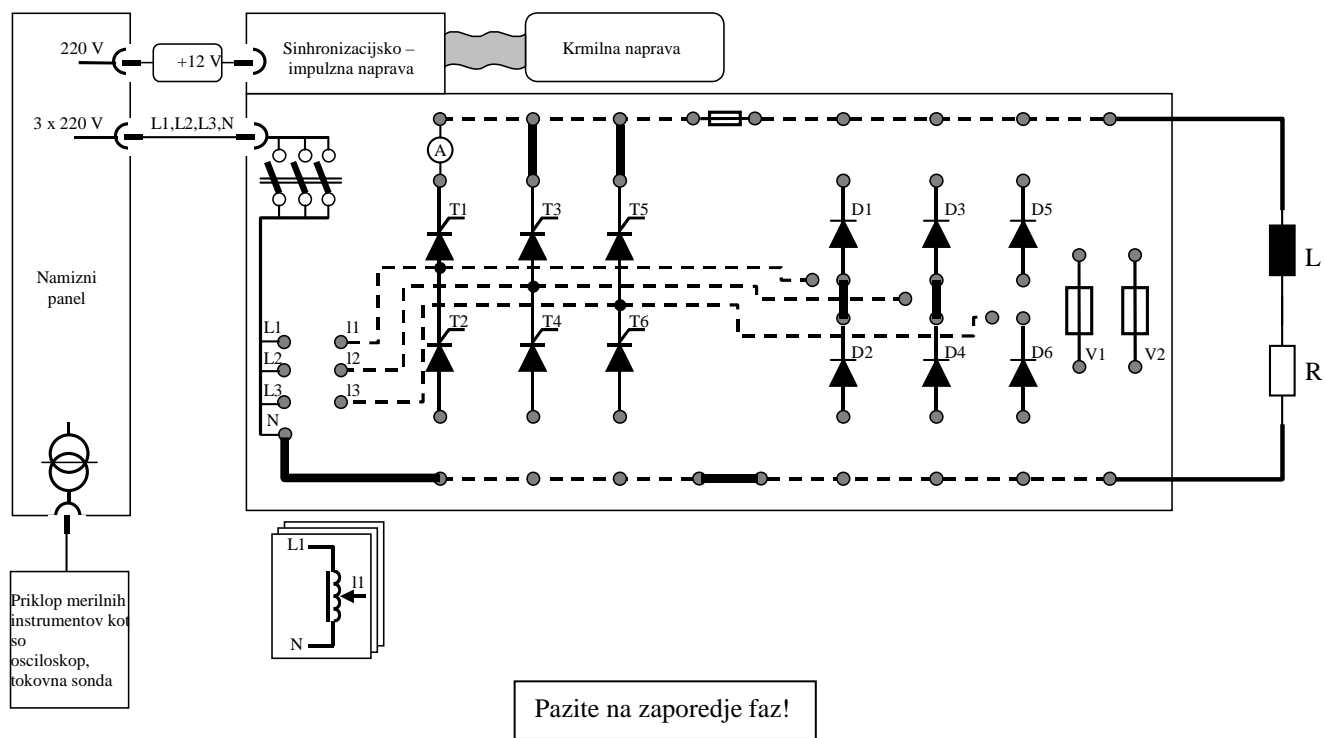 220 V
+12 V
Sinhronizacijsko –
impulzna naprava
Krmilna naprava
3 x 220 V
L1,L2,L3,N
A
T1
T3
T5
D1
D3
D5
Namizni
panel
L
L1
l1
T2
T4
T6
L2
l2
D2
D4
D6
V1
V2
R
L3
l3
N
L1
l1
N
Priklop merilnih
instrumentov kot
so
osciloskop,
tokovna sonda
Pazite na zaporedje faz!